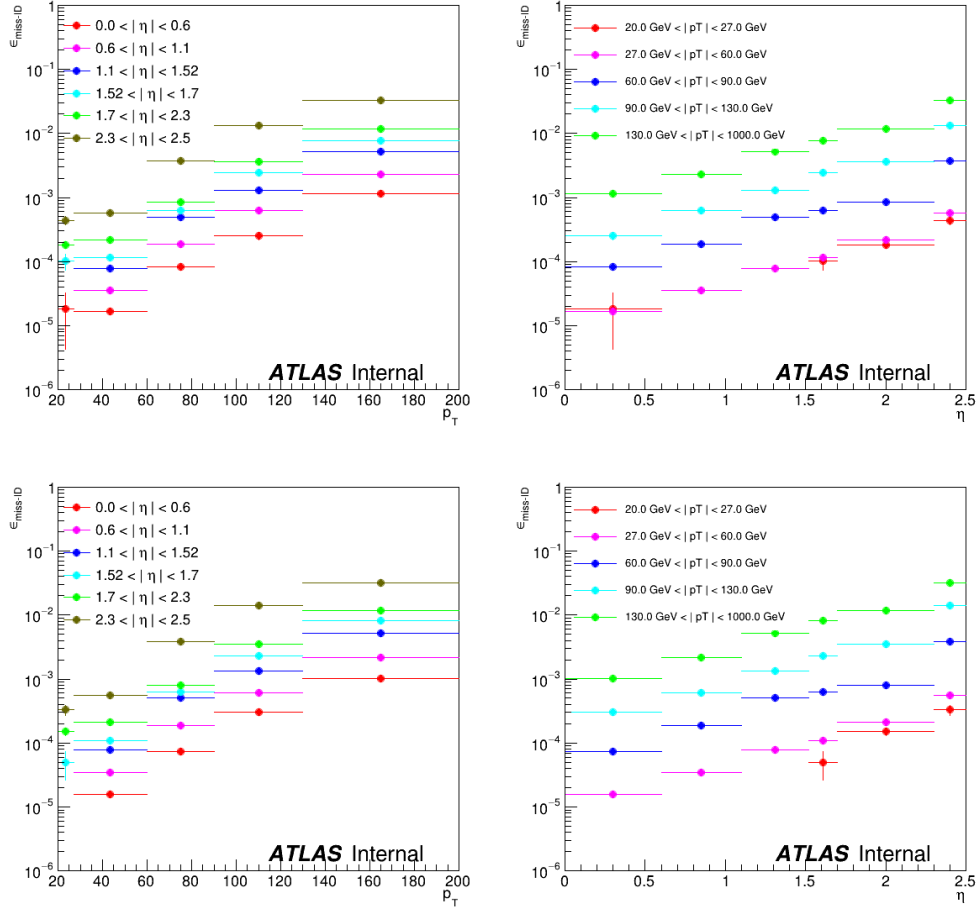 ϵmiss-ID
1
10⁻¹
10⁻²
10⁻³
10⁻⁴
10⁻⁵
10⁻⁶
0.0 < | η | < 0.6
0.6 < | η | < 1.1
1.1 < | η | < 1.52
1.52 < | η | < 1.7
1.7 < | η | < 2.3
2.3 < | η | < 2.5
ATLAS Internal
20 40 60 80 100 120 140 160 180 200
pT
ϵmiss-ID
1
10⁻¹
10⁻²
10⁻³
10⁻⁴
10⁻⁵
10⁻⁶
20.0 GeV < | pT | < 27.0 GeV
27.0 GeV < | pT | < 60.0 GeV
60.0 GeV < | pT | < 90.0 GeV
90.0 GeV < | pT | < 130.0 GeV
130.0 GeV < | pT | < 1000.0 GeV
ATLAS Internal
0 0.5 1 1.5 2 2.5
η
ϵmiss-ID
1
10⁻¹
10⁻²
10⁻³
10⁻⁴
10⁻⁵
10⁻⁶
0.0 < | η | < 0.6
0.6 < | η | < 1.1
1.1 < | η | < 1.52
1.52 < | η | < 1.7
1.7 < | η | < 2.3
2.3 < | η | < 2.5
ATLAS Internal
20 40 60 80 100 120 140 160 180 200
pT
ϵmiss-ID
1
10⁻¹
10⁻²
10⁻³
10⁻⁴
10⁻⁵
10⁻⁶
20.0 GeV < | pT | < 27.0 GeV
27.0 GeV < | pT | < 60.0 GeV
60.0 GeV < | pT | < 90.0 GeV
90.0 GeV < | pT | < 130.0 GeV
130.0 GeV < | pT | < 1000.0 GeV
ATLAS Internal
0 0.5 1 1.5 2 2.5
η